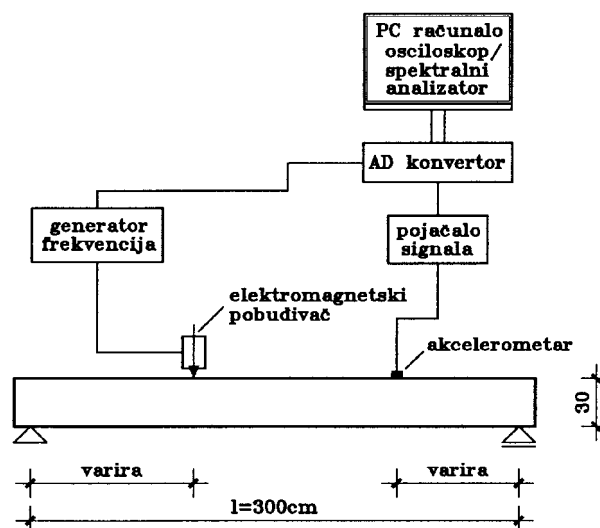 PC računalo
osciloskop/
spektralni
analizator
AD konvertor
generator
frekvencija
pojačalo
signala
elektromagnetski
pobuđivač
akcelerometar
30
varira
varira
l=300cm